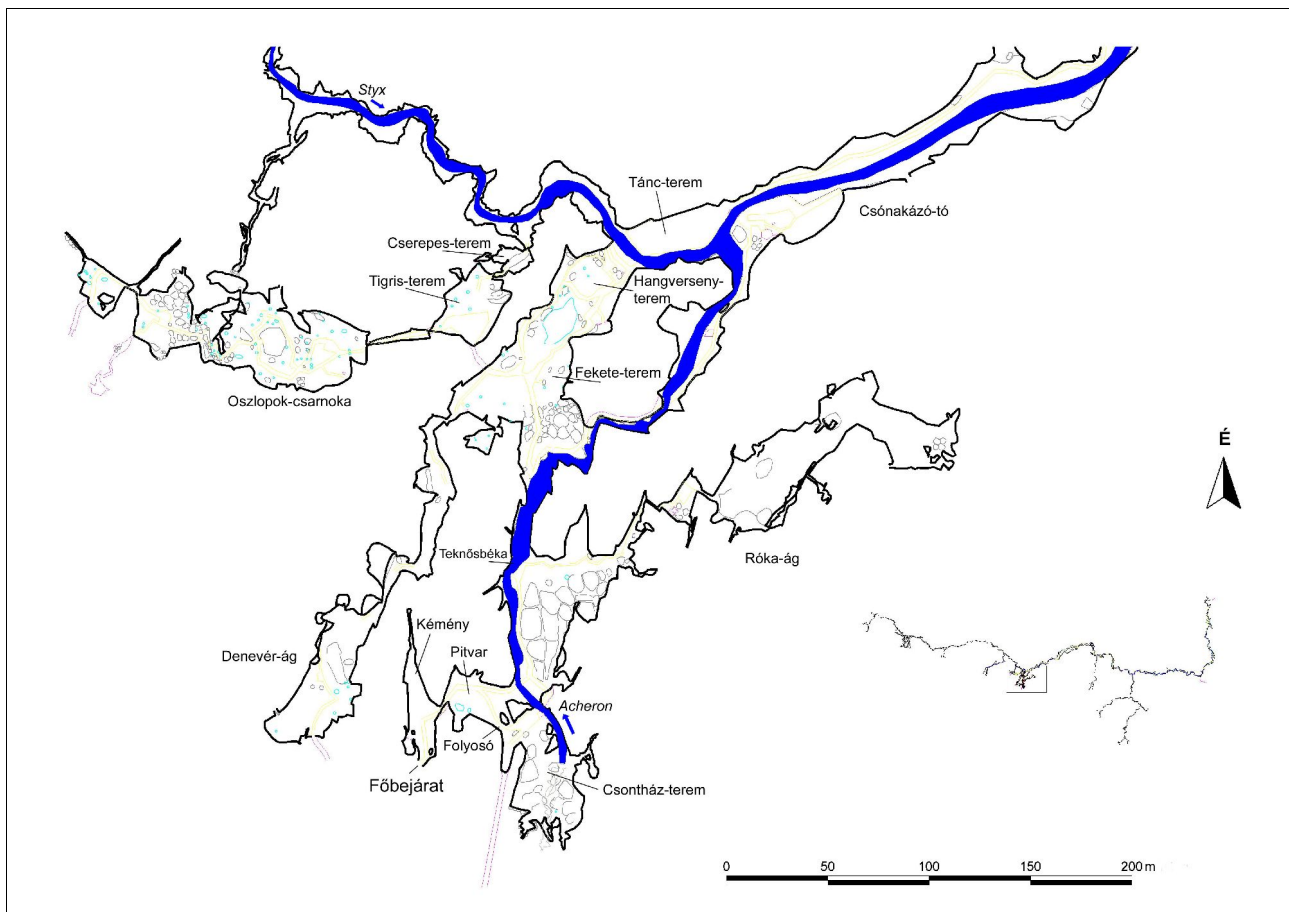 Styx
Tánc-terem
Csónakázó-tó
Cserepes-terem
Tigris-terem
Hangverseny-
terem
Fekete-terem
Oszlopok-csarnoka
É
Róka-ág
Teknősbéka
Kémény
Denevér-ág
Pitvar
Acheron
Folyosó
Főbejárat
Csontház-terem
0 50 100 150 200 m